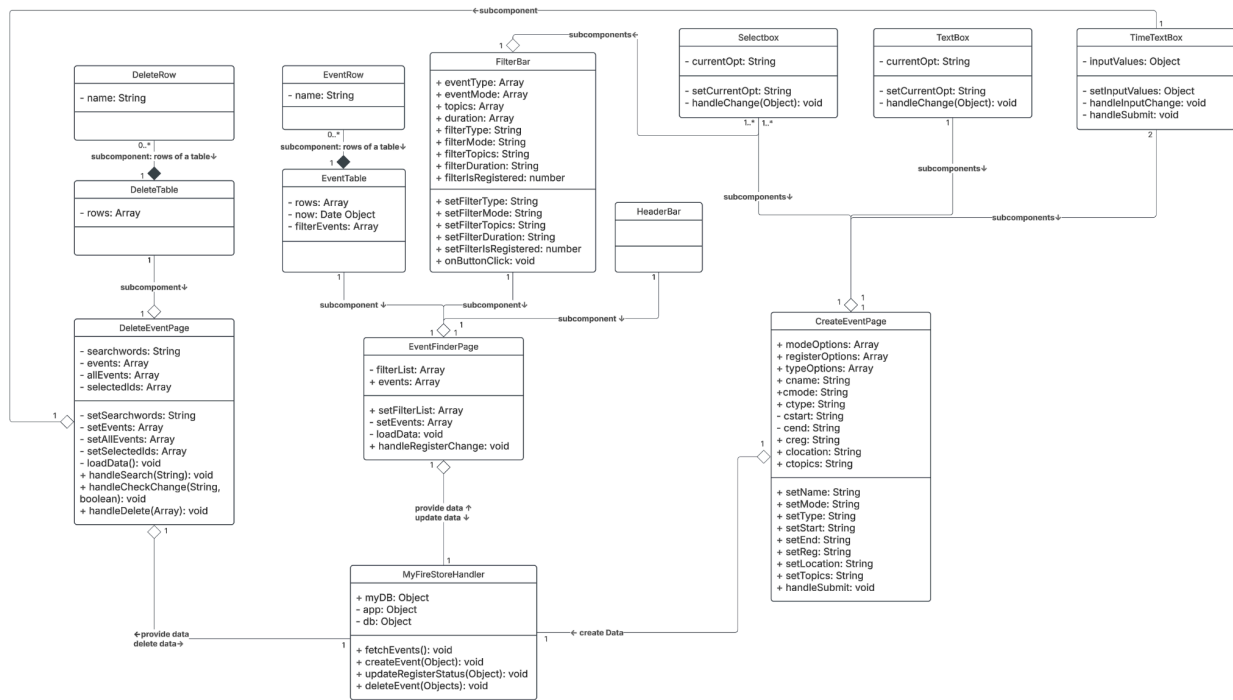 ← subcomponent
1
Selectbox
- currentOpt: String
- setCurrentOpt: String
- handleChange(Object): void
1..*
1..*
TextBox
- currentOpt: String
- setCurrentOpt: String
- handleChange(Object): void
1
TimeTextBox
- inputValues: Object
- setInputValues: Object
- handleInputChange: void
- handleSubmit: void
2
subcomponents←
1
FilterBar
+ eventType: Array
+ eventMode: Array
+ topics: Array
+ duration: Array
+ filterType: String
+ filterMode: String
+ filterTopics: String
+ filterDuration: String
+ filterIsRegistered: number
+ setFilterType: String
+ setFilterMode: String
+ setFilterTopics: String
+ setFilterDuration: String
+ setFilterIsRegistered: number
+ onButtonClick: void
1
DeleteRow
- name: String
0..*
subcomponent: rows of a table↓
1
DeleteTable
- rows: Array
1
subcompoment↓
1
EventRow
- name: String
0..*
subcomponent: rows of a table↓
1
EventTable
- rows: Array
- now: Date Object
- filterEvents: Array
1
HeaderBar
1
subcomponent ↓
subcomponent↓
subcomponent ↓
1
1
1
subcomponents↓
subcomponents↓
1
1
DeleteEventPage
- searchwords: String
- events: Array
- allEvents: Array
- selectedIds: Array
- setSearchwords: String
- setEvents: Array
- setAllEvents: Array
- setSelectedIds: Array
- loadData(): void
+ handleSearch(String): void
+ handleCheckChange(String,
boolean): void
+ handleDelete(Array): void
1
1
EventFinderPage
- filterList: Array
+ events: Array
+ setFilterList: Array
- setEvents: Array
- loadData: void
+ handleRegisterChange: void
1
provide data ↑
update data ↓
1
CreateEventPage
+ modeOptions: Array
+ registerOptions: Array
+ typeOptions: Array
+ cname: String
+cmode: String
+ ctype: String
- cstart: String
- cend: String
+ creg: String
+ clocation: String
+ ctopics: String
+ setName: String
+ setMode: String
+ setType: String
+ setStart: String
+ setEnd: String
+ setReg: String
+ setLocation: String
+ setTopics: String
+ handleSubmit: void
1
MyFireStoreHandler
+ myDB: Object
- app: Object
- db: Object
+ fetchEvents(): void
+ createEvent(Object): void
+ updateRegisterStatus(Object): void
+ deleteEvent(Objects): void
←provide data
delete data→
1
1
← create Data